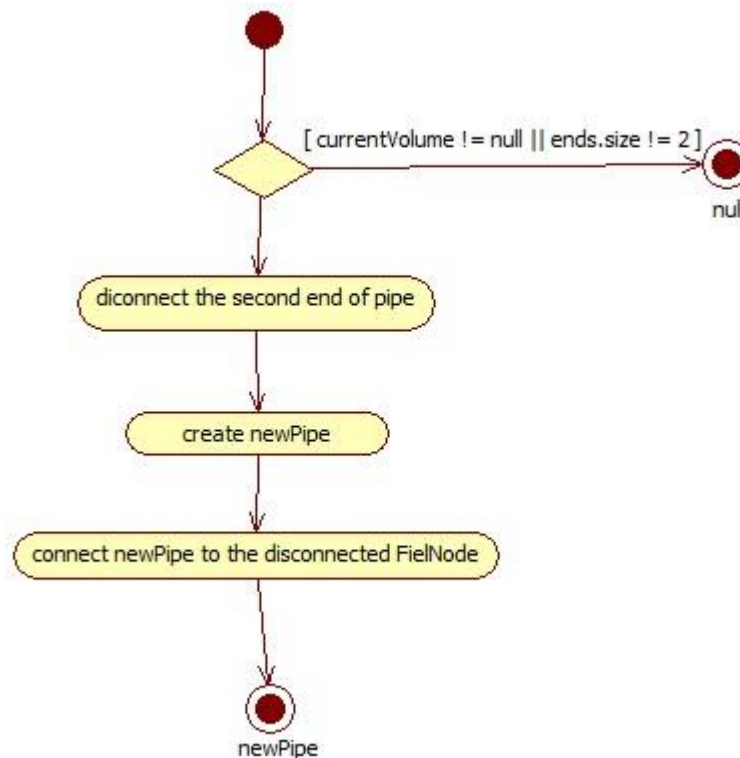 [ currentVolume != null || ends.size != 2 ]
nul
diconnect the second end of pipe
create newPipe
connect newPipe to the disconnected FielNode
newPipe